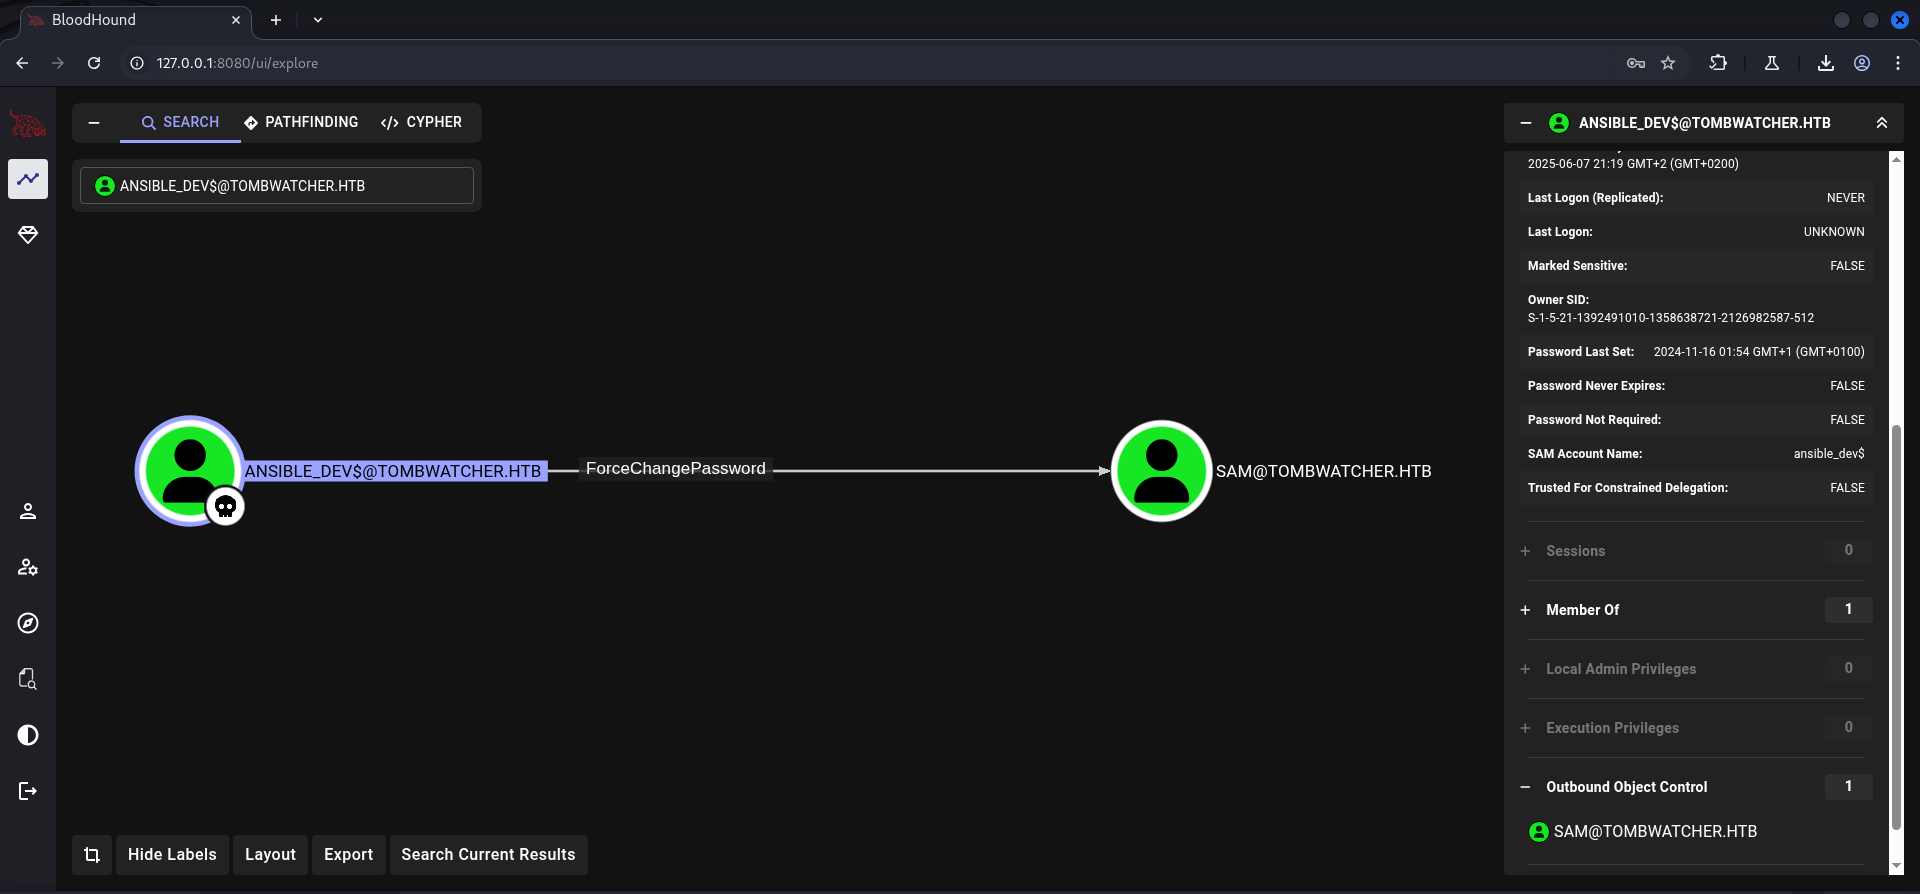 BloodHound
127.0.0.1:8080/ui/explore
SEARCH
PATHFINDING
CYPHER
ANSIBLE_DEV$@TOMBWATCHER.HTB
ANSIBLE_DEV$@TOMBWATCHER.HTB
ForceChangePassword
SAM@TOMBWATCHER.HTB
Hide Labels
Layout
Export
Search Current Results
ANSIBLE_DEV$@TOMBWATCHER.HTB
2025-06-07 21:19 GMT+2 (GMT+0200)
Last Logon (Replicated): NEVER
Last Logon: UNKNOWN
Marked Sensitive: FALSE
Owner SID:
S-1-5-21-1392491010-1358638721-2126982587-512
Password Last Set: 2024-11-16 01:54 GMT+1 (GMT+0100)
Password Never Expires: FALSE
Password Not Required: FALSE
SAM Account Name: ansible_dev$
Trusted For Constrained Delegation: FALSE
Sessions 0
Member Of 1
Local Admin Privileges 0
Execution Privileges 0
Outbound Object Control 1
SAM@TOMBWATCHER.HTB